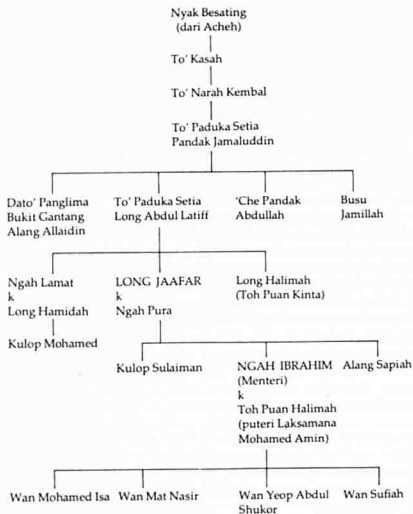 Nyak Besating
(dari Acheh)
To' Kasah
To' Narah Kembal
To' Paduka Setia
Pandak Jamaluddin
Dato' Panglima
Bukit Gantang
Alang Allaidin
To' Paduka Setia
Long Abdul Latiff
'Che Pandak
Abdullah
Busu
Jamillah
Ngah Lamat
k
Long Hamidah
Kulop Mohamed
LONG JAAFAR
k
Ngah Pura
Long Halimah
(Toh Puan Kinta)
Kulop Sulaiman
NGAH IBRAHIM
(Menteri)
k
Toh Puan Halimah
(puteri Laksamana
Mohamed Amin)
Alang Sapiah
Wan Mohamed Isa
Wan Mat Nasir
Wan Yeop Abdul
Shukor
Wan Sufiah